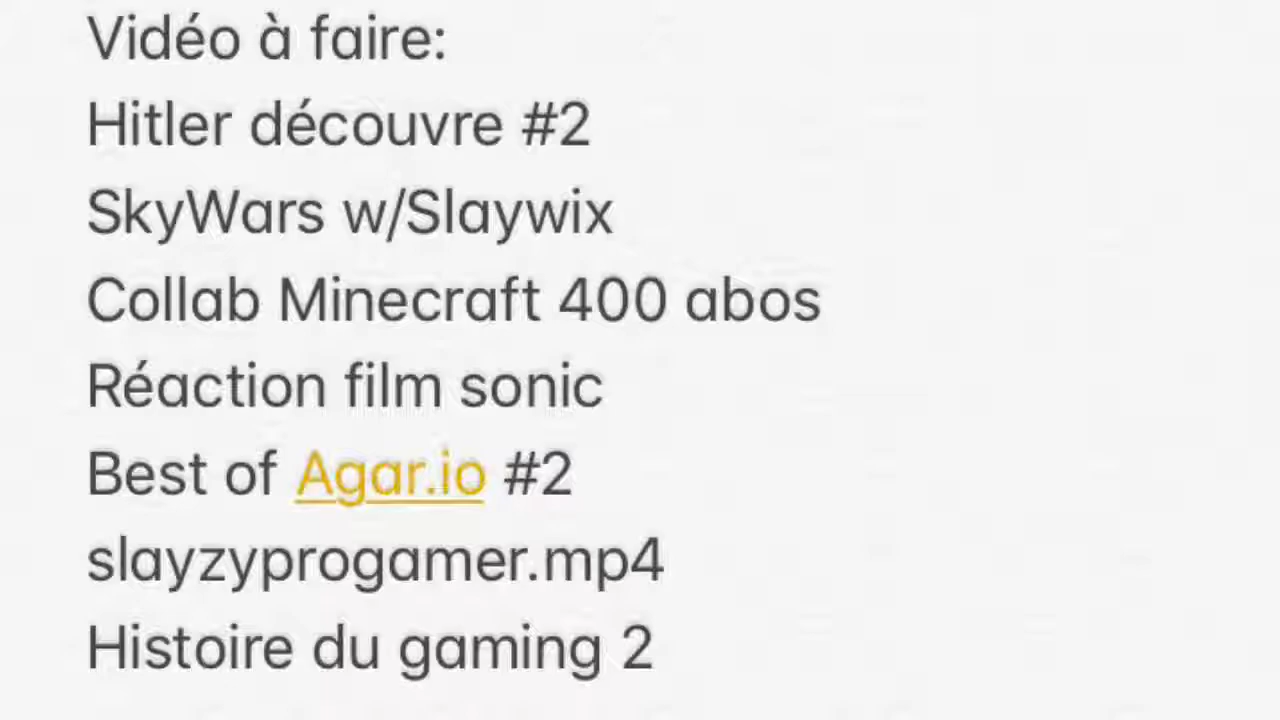 Vidéo à faire:
Hitler découvre #2
SkyWars w/Slaywix
Collab Minecraft 400 abos
Réaction film sonic
Best of Agar.io #2
slayzyprogamer.mp4
Histoire du gaming 2